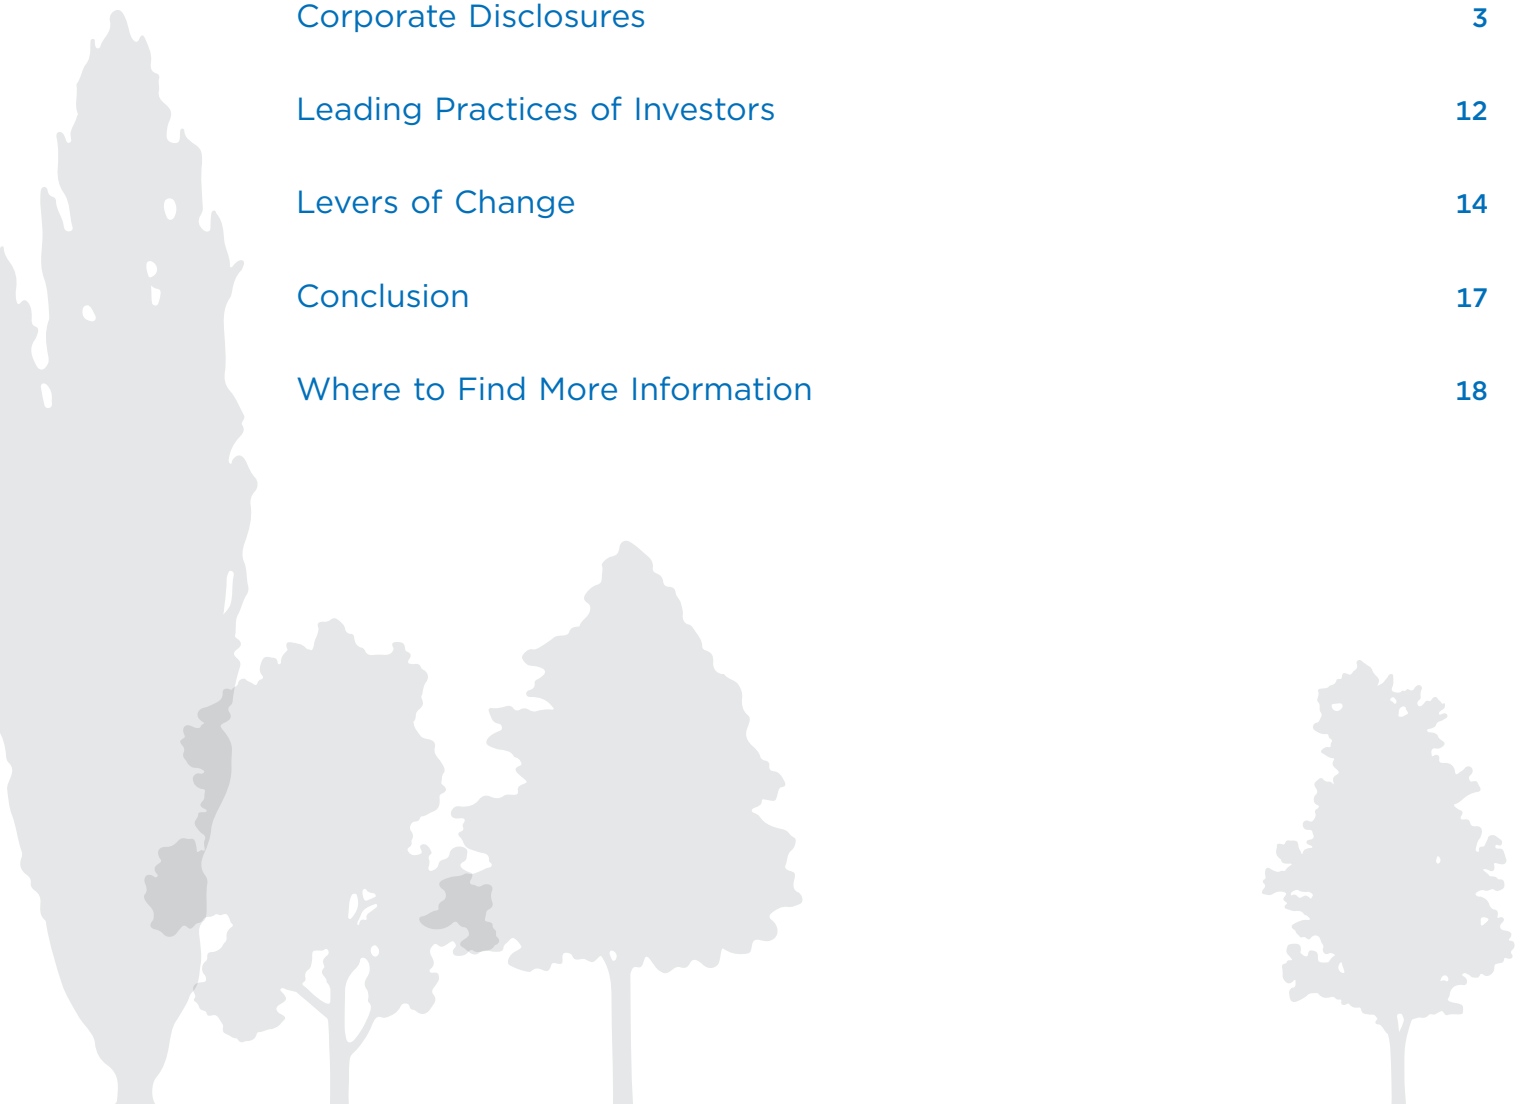 Corporate Disclosures 3
Leading Practices of Investors 12
Levers of Change 14
Conclusion 17
Where to Find More Information 18